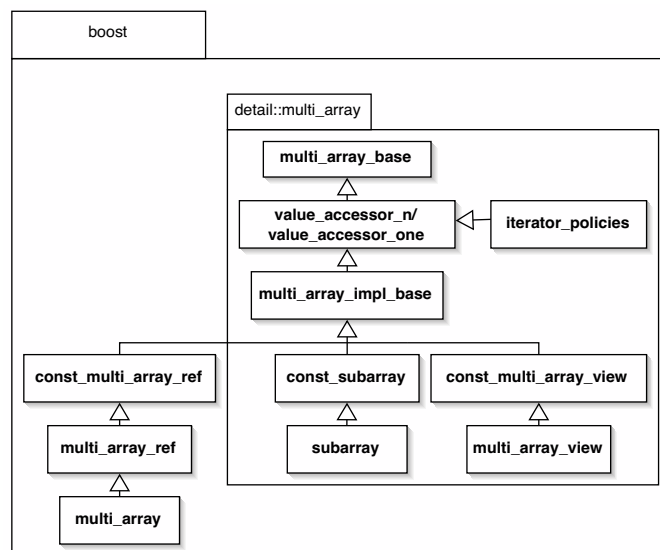 boost
detail::multi_array
multi_array_base
value_accessor_n/
value_accessor_one
iterator_policies
multi_array_impl_base
const_multi_array_ref
const_subarray
const_multi_array_view
multi_array_ref
subarray
multi_array_view
multi_array